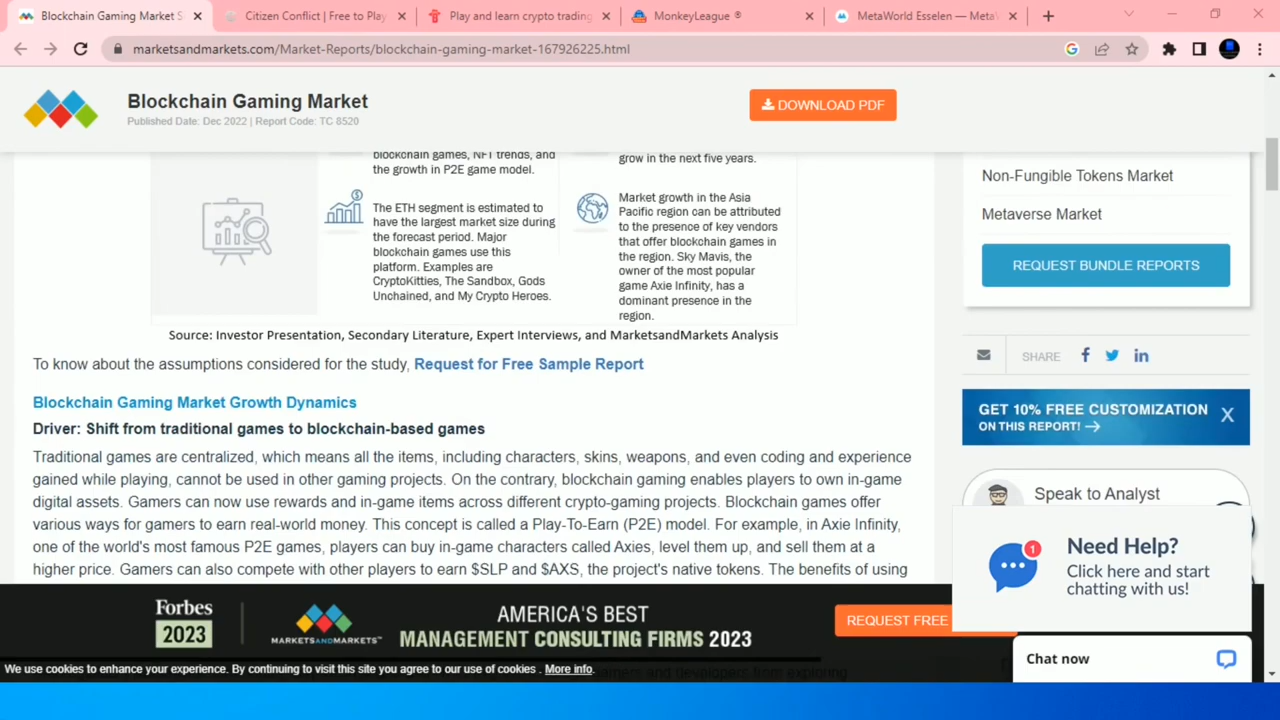 Blockchain Gaming Market S
Citizen Conflict | Free to Play
Play and learn crypto trading
MonkeyLeague ®
MetaWorld Esselen — Meta
marketsandmarkets.com/Market-Reports/blockchain-gaming-market-167926225.html
Blockchain Gaming Market
Published Date: Dec 2022 | Report Code: TC 8520
DOWNLOAD PDF
blockchain games, NFT trends, and
the growth in P2E game model.
The ETH segment is estimated to
have the largest market size during
the forecast period. Major
blockchain games use this
platform. Examples are
CryptoKitties, The Sandbox, Gods
Unchained, and My Crypto Heroes.
grow in the next five years.
Market growth in the Asia
Pacific region can be attributed
to the presence of key vendors
that offer blockchain games in
the region. Sky Mavis, the
owner of the most popular
game Axie Infinity, has a
dominant presence in the
region.
Source: Investor Presentation, Secondary Literature, Expert Interviews, and MarketsandMarkets Analysis
To know about the assumptions considered for the study, Request for Free Sample Report
Blockchain Gaming Market Growth Dynamics
Driver: Shift from traditional games to blockchain-based games
Traditional games are centralized, which means all the items, including characters, skins, weapons, and even coding and experience
gained while playing, cannot be used in other gaming projects. On the contrary, blockchain gaming enables players to own in-game
digital assets. Gamers can now use rewards and in-game items across different crypto-gaming projects. Blockchain games offer
various ways for gamers to earn real-world money. This concept is called a Play-To-Earn (P2E) model. For example, in Axie Infinity,
one of the world's most famous P2E games, players can buy in-game characters called Axies, level them up, and sell them at a
higher price. Gamers can also compete with other players to earn $SLP and $AXS, the project's native tokens. The benefits of using
Non-Fungible Tokens Market
Metaverse Market
REQUEST BUNDLE REPORTS
SHARE
GET 10% FREE CUSTOMIZATION
ON THIS REPORT!
X
Speak to Analyst
1
Need Help?
Click here and start
chatting with us!
Forbes
2023
MARKETSANDMARKETS™
AMERICA'S BEST
MANAGEMENT CONSULTING FIRMS 2023
REQUEST FREE
We use cookies to enhance your experience. By continuing to visit this site you agree to our use of cookies . More info.
gamers and developers from exploring
Chat now